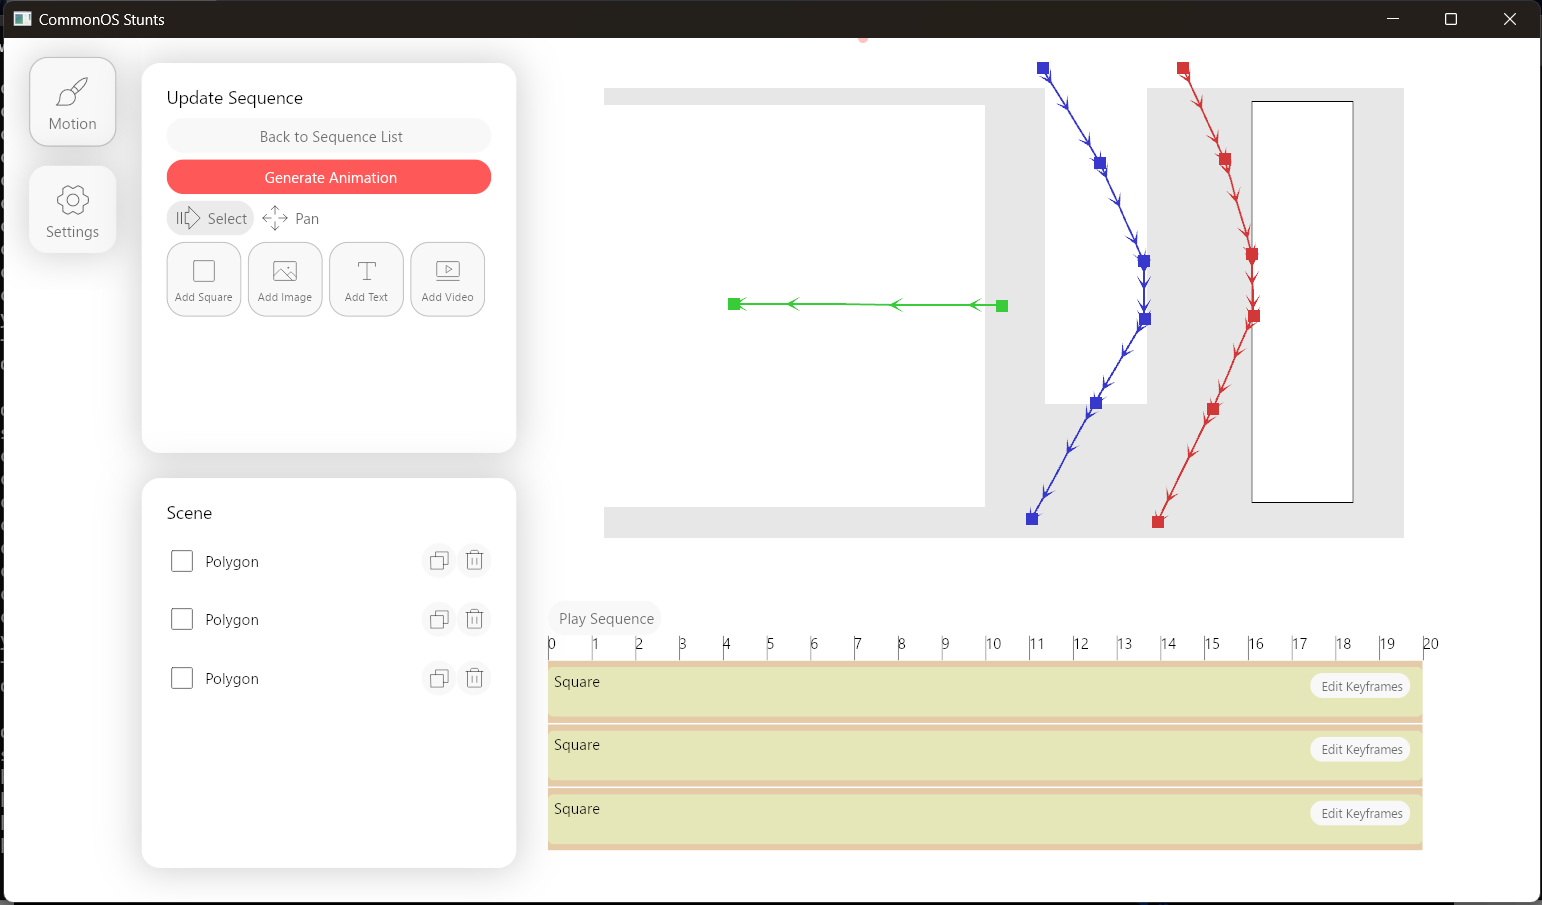 CommonOS Stunts
Motion
Settings
Update Sequence
Back to Sequence List
Generate Animation
Select
Pan
Add Square
Add Image
Add Text
Add Video
Scene
Polygon
Polygon
Polygon
Play Sequence
0 1 2 3 4 5 6 7 8 9 10 11 12 13 14 15 16 17 18 19 20
Square
Edit Keyframes
Square
Edit Keyframes
Square
Edit Keyframes